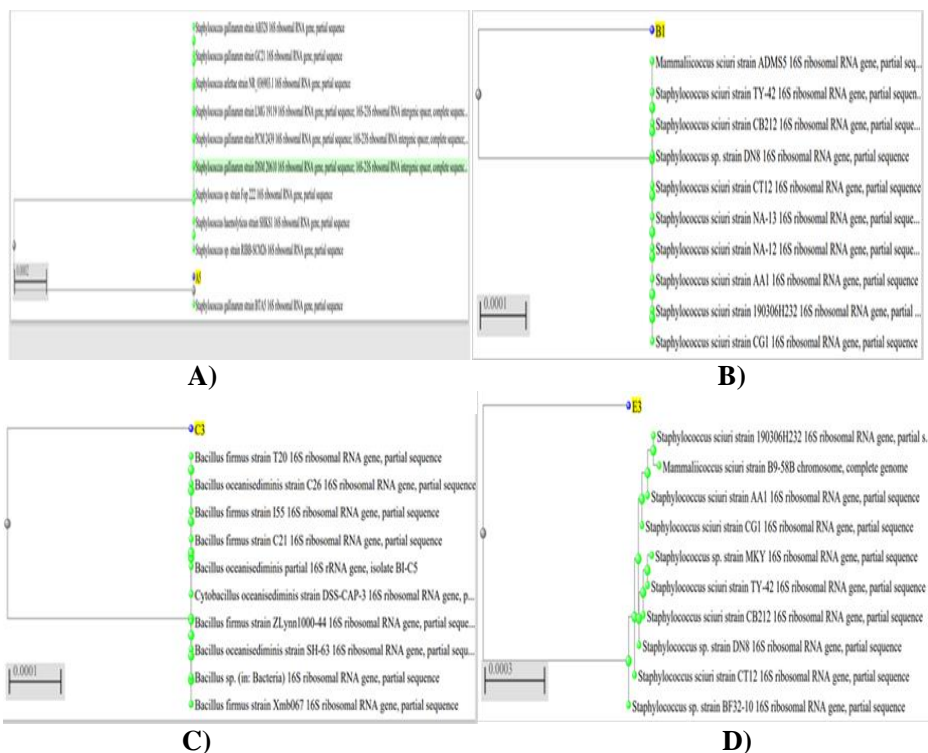 Staphylococcus gallinarum strain ABU28 16S ribosomal RNA gene, partial sequence
Staphylococcus gallinarum strain GC21 16S ribosomal RNA gene, partial sequence
Staphylococcus arlettae strain NR_ 16S ribosomal RNA gene, partial sequence
Staphylococcus gallinarum strain LMG 19119 16S ribosomal RNA gene, partial sequence; 16S-23S ribosomal RNA intergenic spacer, complete sequenc...
Staphylococcus gallinarum strain PCM 2439 16S ribosomal RNA gene, partial sequence; 16S-23S ribosomal RNA intergenic spacer, complete sequenc...
Staphylococcus gallinarum strain DSM 20610 16S ribosomal RNA gene, partial sequence; 16S-23S ribosomal RNA intergenic spacer, complete sequenc...
Staphylococcus sp. strain Fop 222 16S ribosomal RNA gene, partial sequence
Staphylococcus haemolyticus strain SHKS1 16S ribosomal RNA gene, partial sequence
Staphylococcus sp. strain 16S ribosomal RNA gene, partial sequence
A5
Staphylococcus gallinarum strain BTA5 16S ribosomal RNA gene, partial sequence
0.0002
A)
B1
Mammaliicoccus sciuri strain ADMS5 16S ribosomal RNA gene, partial seq...
Staphylococcus sciuri strain TY-42 16S ribosomal RNA gene, partial sequen...
Staphylococcus sciuri strain CB212 16S ribosomal RNA gene, partial seque...
Staphylococcus sp. strain DN8 16S ribosomal RNA gene, partial sequence
Staphylococcus sciuri strain CT12 16S ribosomal RNA gene, partial sequence
Staphylococcus sciuri strain NA-13 16S ribosomal RNA gene, partial seque...
Staphylococcus sciuri strain NA-12 16S ribosomal RNA gene, partial seque...
Staphylococcus sciuri strain AA1 16S ribosomal RNA gene, partial sequence
Staphylococcus sciuri strain 190306H232 16S ribosomal RNA gene, partial ...
Staphylococcus sciuri strain CG1 16S ribosomal RNA gene, partial sequence
0.0001
B)
C3
Bacillus firmus strain T20 16S ribosomal RNA gene, partial sequence
Bacillus oceanisediminis strain C26 16S ribosomal RNA gene, partial sequence
Bacillus firmus strain I55 16S ribosomal RNA gene, partial sequence
Bacillus firmus strain C21 16S ribosomal RNA gene, partial sequence
Bacillus oceanisediminis partial 16S rRNA gene, isolate BI-C5
Cytobacillus oceanisediminis strain DSS-CAP-3 16S ribosomal RNA gene, p...
Bacillus firmus strain ZLynn1000-44 16S ribosomal RNA gene, partial seque...
Bacillus oceanisediminis strain SH-63 16S ribosomal RNA gene, partial sequ...
Bacillus sp. (in: Bacteria) 16S ribosomal RNA gene, partial sequence
Bacillus firmus strain Xmb067 16S ribosomal RNA gene, partial sequence
0.0001
C)
E3
Staphylococcus sciuri strain 190306H232 16S ribosomal RNA gene, partial s...
Mammaliicoccus sciuri strain B9-58B chromosome, complete genome
Staphylococcus sciuri strain AA1 16S ribosomal RNA gene, partial sequence
Staphylococcus sciuri strain CG1 16S ribosomal RNA gene, partial sequence
Staphylococcus sp. strain MKY 16S ribosomal RNA gene, partial sequence
Staphylococcus sciuri strain TY-42 16S ribosomal RNA gene, partial sequence
Staphylococcus sciuri strain CB212 16S ribosomal RNA gene, partial sequence
Staphylococcus sp. strain DN8 16S ribosomal RNA gene, partial sequence
Staphylococcus sciuri strain CT12 16S ribosomal RNA gene, partial sequence
Staphylococcus sp. strain BF32-10 16S ribosomal RNA gene, partial sequence
0.0003
D)